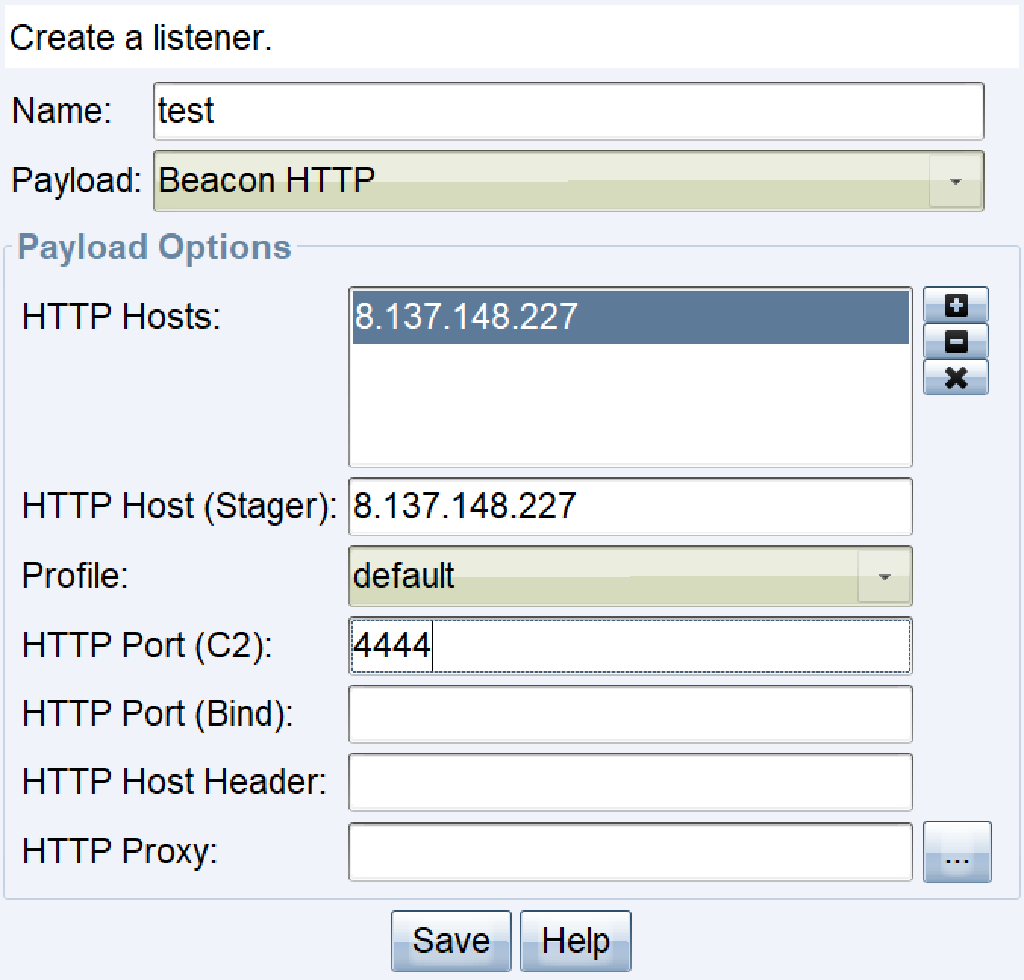 Create a listener.
Name: test
Payload: Beacon HTTP
Payload Options
HTTP Hosts: 8.137.148.227
HTTP Host (Stager): 8.137.148.227
Profile: default
HTTP Port (C2): 4444
HTTP Port (Bind):
HTTP Host Header:
HTTP Proxy: ...
Save Help